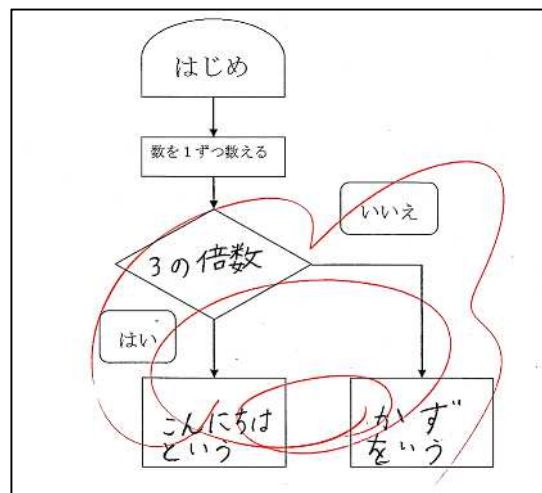 はじめ
数を1ずつ数える
いいえ
3の倍数
はい
こんにちは
という
かず
をいう